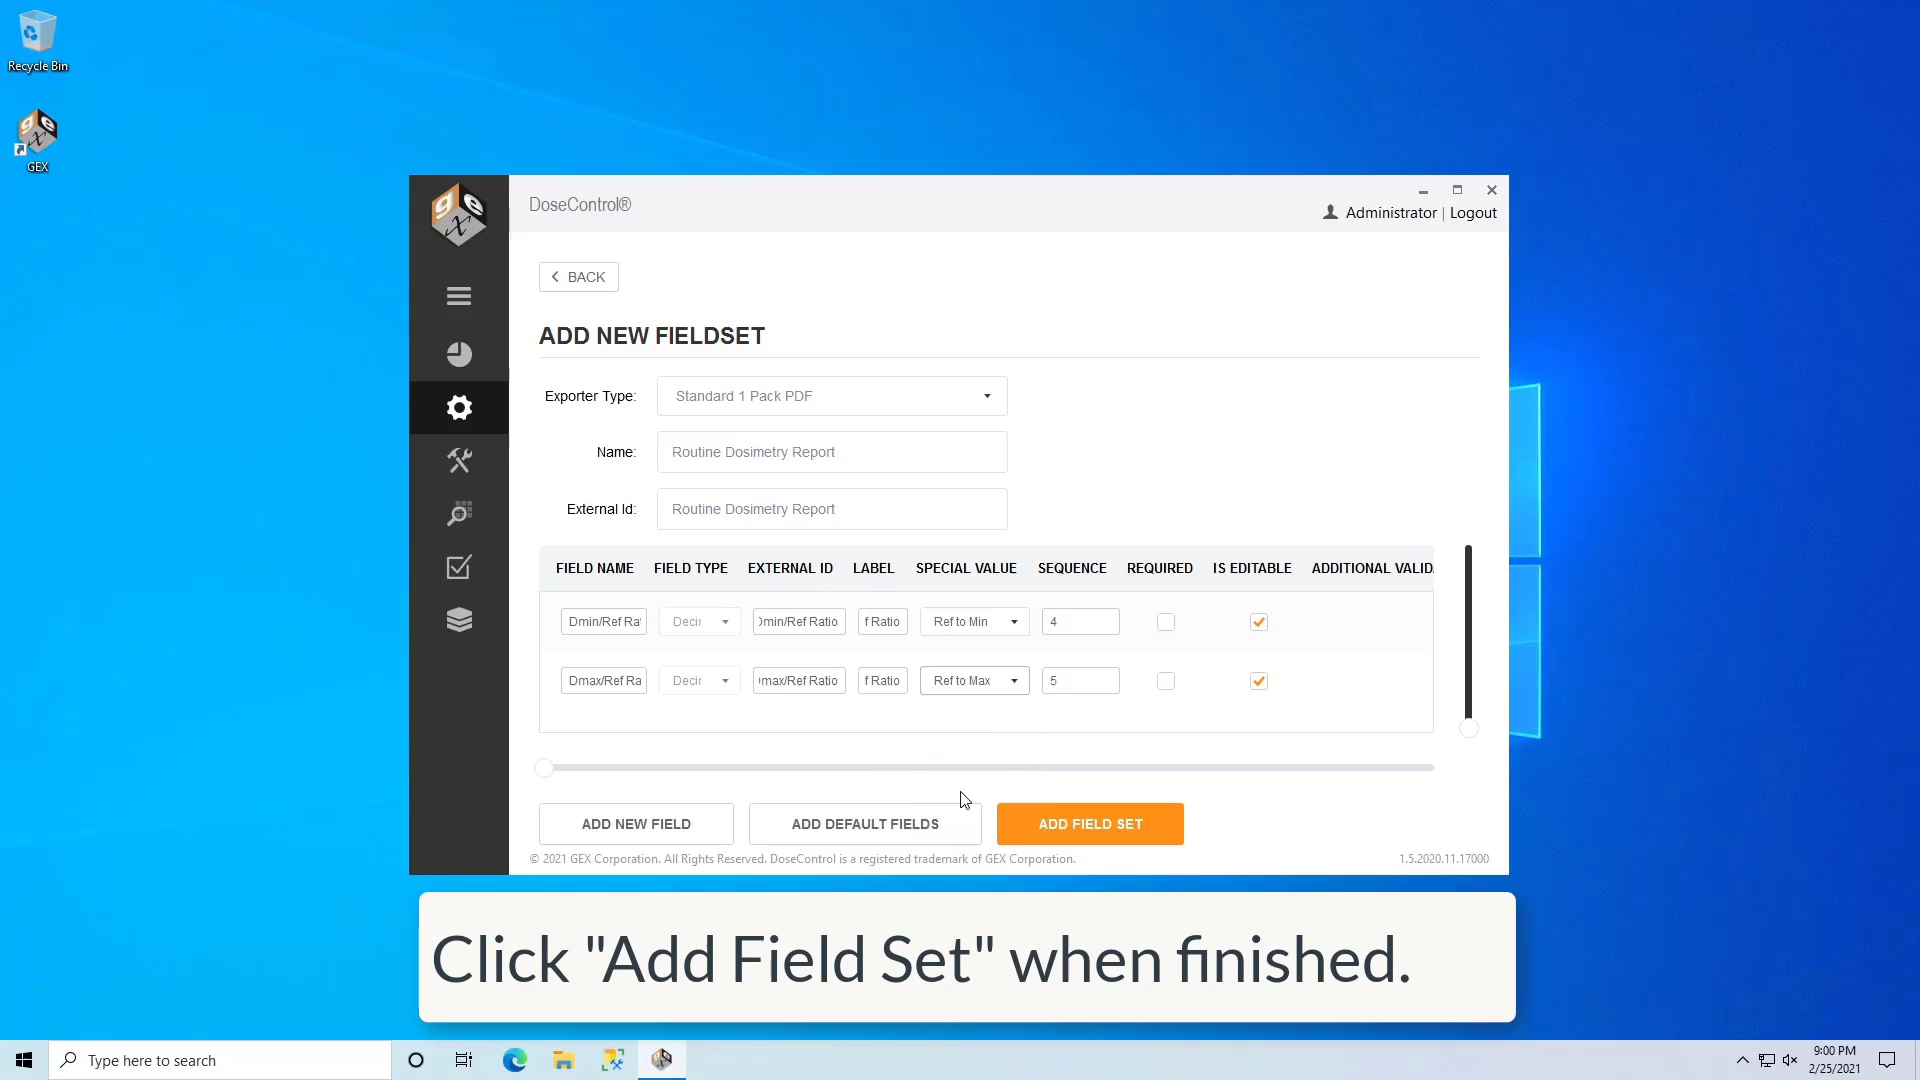 Recycle Bin
GEX
DoseControl®
Administrator | Logout
BACK
ADD NEW FIELDSET
Exporter Type: Standard 1 Pack PDF
Name: Routine Dosimetry Report
External Id: Routine Dosimetry Report
FIELD NAME FIELD TYPE EXTERNAL ID LABEL SPECIAL VALUE SEQUENCE REQUIRED IS EDITABLE ADDITIONAL VALID
Dmin/Ref Ra Decir Dmin/Ref Ratio f Ratio Ref to Min 4
Dmax/Ref Ra Decir max/Ref Ratio f Ratio Ref to Max 5
ADD NEW FIELD ADD DEFAULT FIELDS ADD FIELD SET
© 2021 GEX Corporation. All Rights Reserved. DoseControl is a registered trademark of GEX Corporation. 1.5.2020.11.17000
Click "Add Field Set" when finished.
Type here to search
9:00 PM
2/25/2021